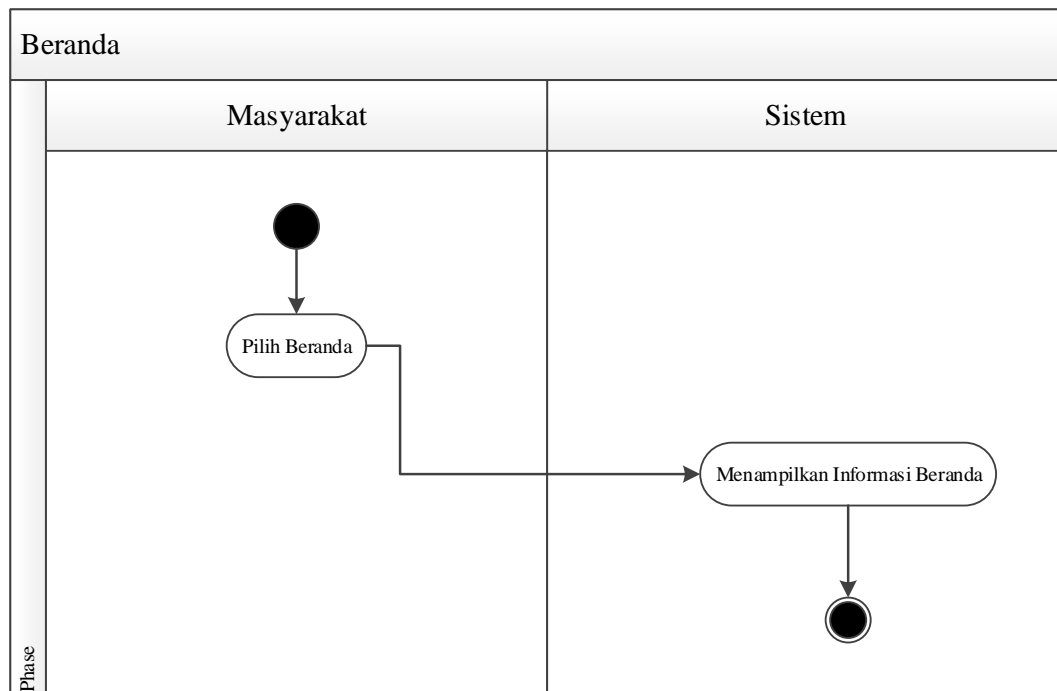 Beranda
Masyarakat
Sistem
Pilih Beranda
Menampilkan Informasi Beranda
Phase